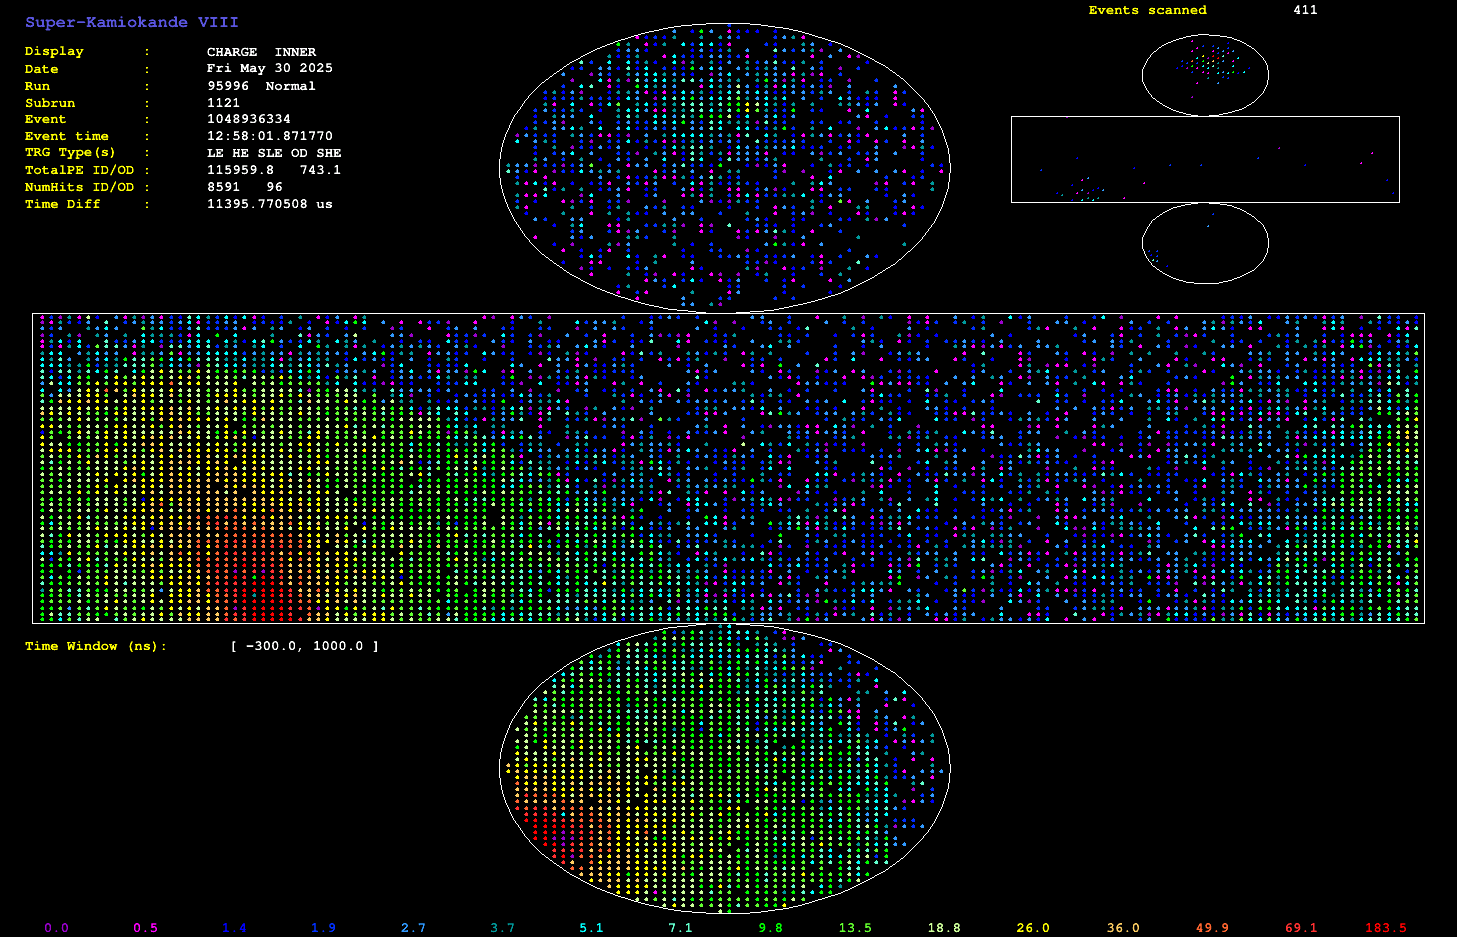 Super-Kamiokande VIII
Display : CHARGE INNER
Date : Fri May 30 2025
Run : 95996 Normal
Subrun : 1121
Event : 1048936334
Event time : 12:58:01.871770
TRG Type(s) : LE HE SLE OD SHE
TotalPE ID/OD : 115959.8 743.1
NumHits ID/OD : 8591 96
Time Diff : 11395.770508 us
Events scanned 411
Time Window (ns): [ -300.0, 1000.0 ]
0.0 0.5 1.4 1.9 2.7 3.7 5.1 7.1 9.8 13.5 18.8 26.0 36.0 49.9 69.1 183.5